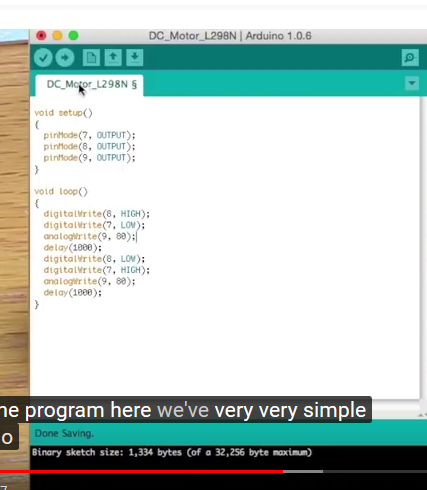 DC_Motor_L298N | Arduino 1.0.6
DC_Motor_L298N §
void setup()
{
pinMode(7, OUTPUT);
pinMode(8, OUTPUT);
pinMode(9, OUTPUT);
}
void loop()
{
digitalWrite(8, HIGH);
digitalWrite(7, LOW);
analogWrite(9, 80);
delay(1000);
digitalWrite(8, LOW);
digitalWrite(7, HIGH);
analogWrite(9, 80);
delay(1000);
}
program here we've very very simple
Done Saving.
Binary sketch size: 1,334 bytes (of a 32,256 byte maximum)